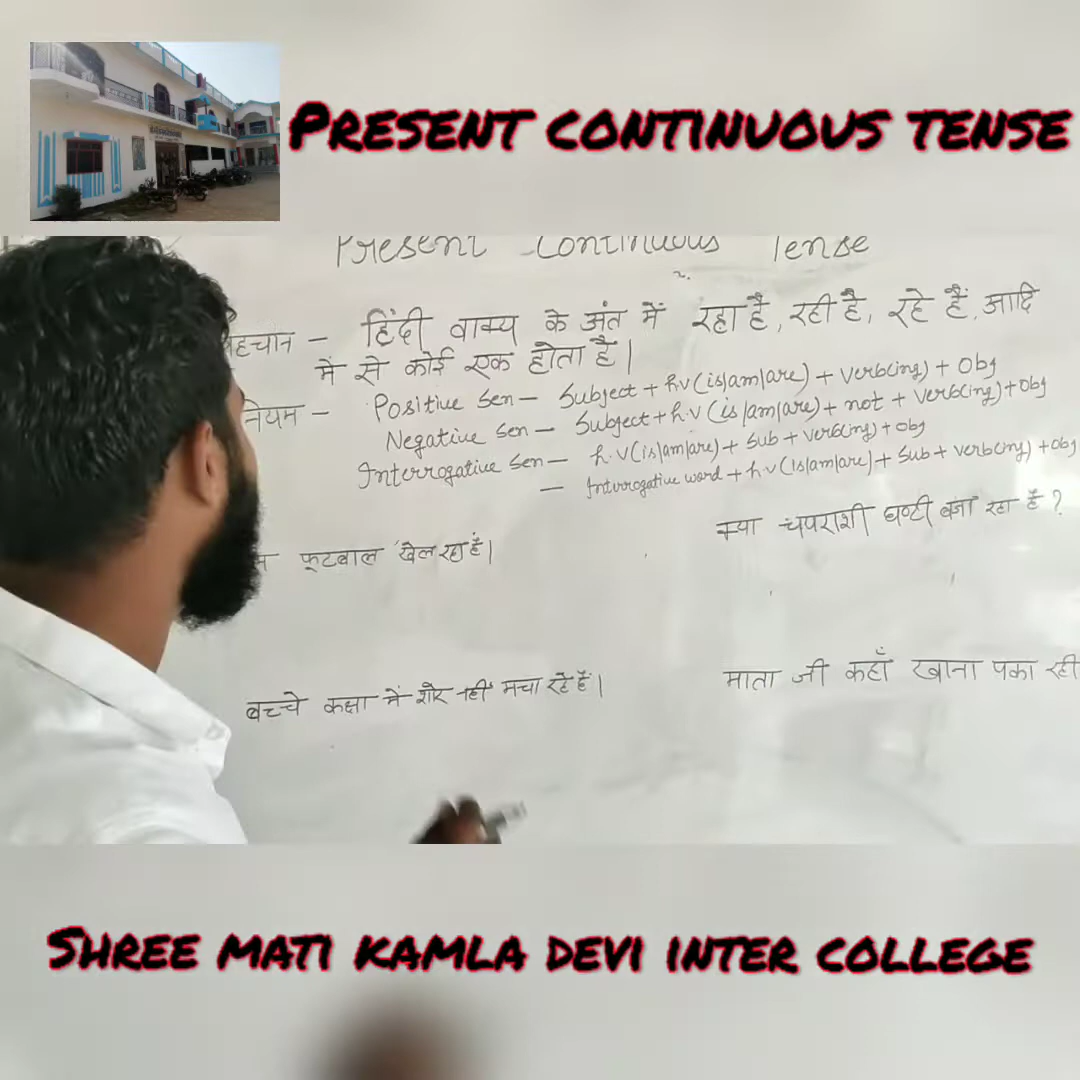 PRESENT CONTINUOUS TENSE
Present Continuous Tense
पहचान – हिंदी वाक्य के अंत में रहा है, रही है, रहे हैं, आदि
में से कोई एक होता है।
नियम – Positive Sen – Subject + h.v (is/am/are) + verb(ing) + Obj
Negative Sen – Subject + h.v (is/am/are) + not + verb(ing) + Obj
Interrogative Sen – h.v (is/am/are) + Sub + verb(ing) + Obj
– Interrogative word + h.v (is/am/are) + Sub + verb(ing) + Obj
क्या चपराशी घण्टी बजा रहा है ?
फूटबाल खेल रहा है।
माता जी कहाँ खाना पका रही
बच्चे कक्षा में शोर नहीं मचा रहे हैं।
SHREE MATI KAMLA DEVI INTER COLLEGE